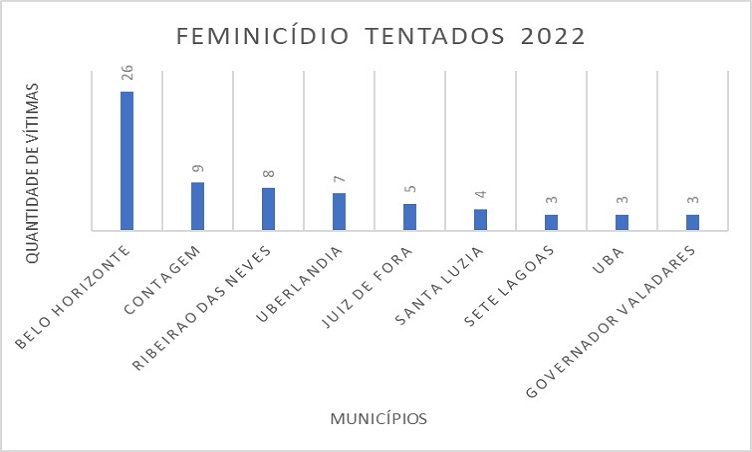 FEMINICÍDIO TENTADOS 2022
QUANTIDADE DE VÍTIMAS
26
9
8
7
5
4
3
3
3
BELO HORIZONTE
CONTAGEM
RIBEIRAO DAS NEVES
UBERLANDIA
JUIZ DE FORA
SANTA LUZIA
SETE LAGOAS
UBA
GOVERNADOR VALADARES
MUNICÍPIOS